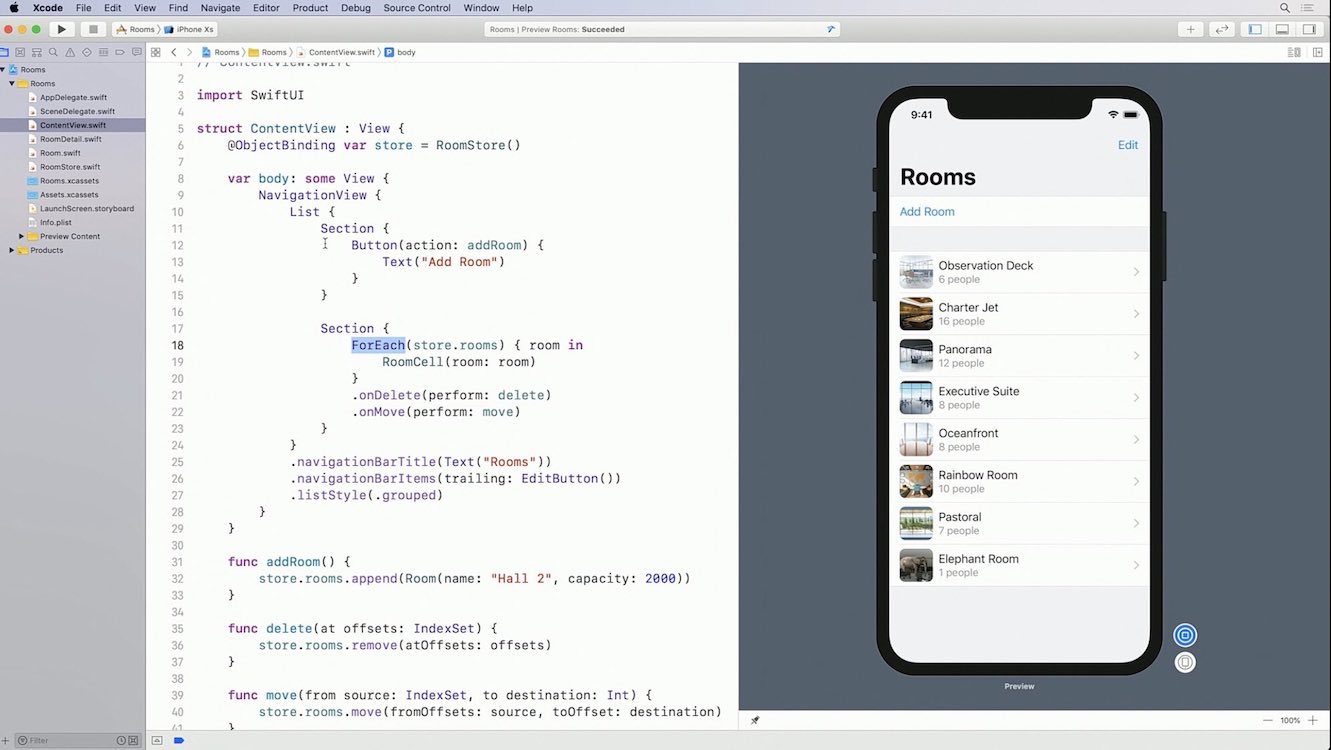 Xcode File Edit View Find Navigate Editor Product Debug Source Control Window Help
Rooms iPhone Xs
Rooms | Preview Rooms: Succeeded
Rooms Rooms ContentView.swift P body
Rooms
Rooms
AppDelegate.swift
SceneDelegate.swift
ContentView.swift
RoomDetail.swift
Room.swift
RoomStore.swift
Rooms.xcassets
Assets.xcassets
LaunchScreen.storyboard
Info.plist
Preview Content
Products
Filter
1 // ContentView.swift
2
3 import SwiftUI
4
5 struct ContentView : View {
6 @ObjectBinding var store = RoomStore()
7
8 var body: some View {
9 NavigationView {
10 List {
11 Section {
12 Button(action: addRoom) {
13 Text("Add Room")
14 }
15 }
16
17 Section {
18 ForEach(store.rooms) { room in
19 RoomCell(room: room)
20 }
21 .onDelete(perform: delete)
22 .onMove(perform: move)
23 }
24 }
25 .navigationBarTitle(Text("Rooms"))
26 .navigationBarItems(trailing: EditButton())
27 .listStyle(.grouped)
28 }
29 }
30
31 func addRoom() {
32 store.rooms.append(Room(name: "Hall 2", capacity: 2000))
33 }
34
35 func delete(at offsets: IndexSet) {
36 store.rooms.remove(atOffsets: offsets)
37 }
38
39 func move(from source: IndexSet, to destination: Int) {
40 store.rooms.move(fromOffsets: source, toOffset: destination)
41 }
9:41
Edit
Rooms
Add Room
Observation Deck
6 people
Charter Jet
16 people
Panorama
12 people
Executive Suite
8 people
Oceanfront
8 people
Rainbow Room
10 people
Pastoral
7 people
Elephant Room
1 people
Preview
100%